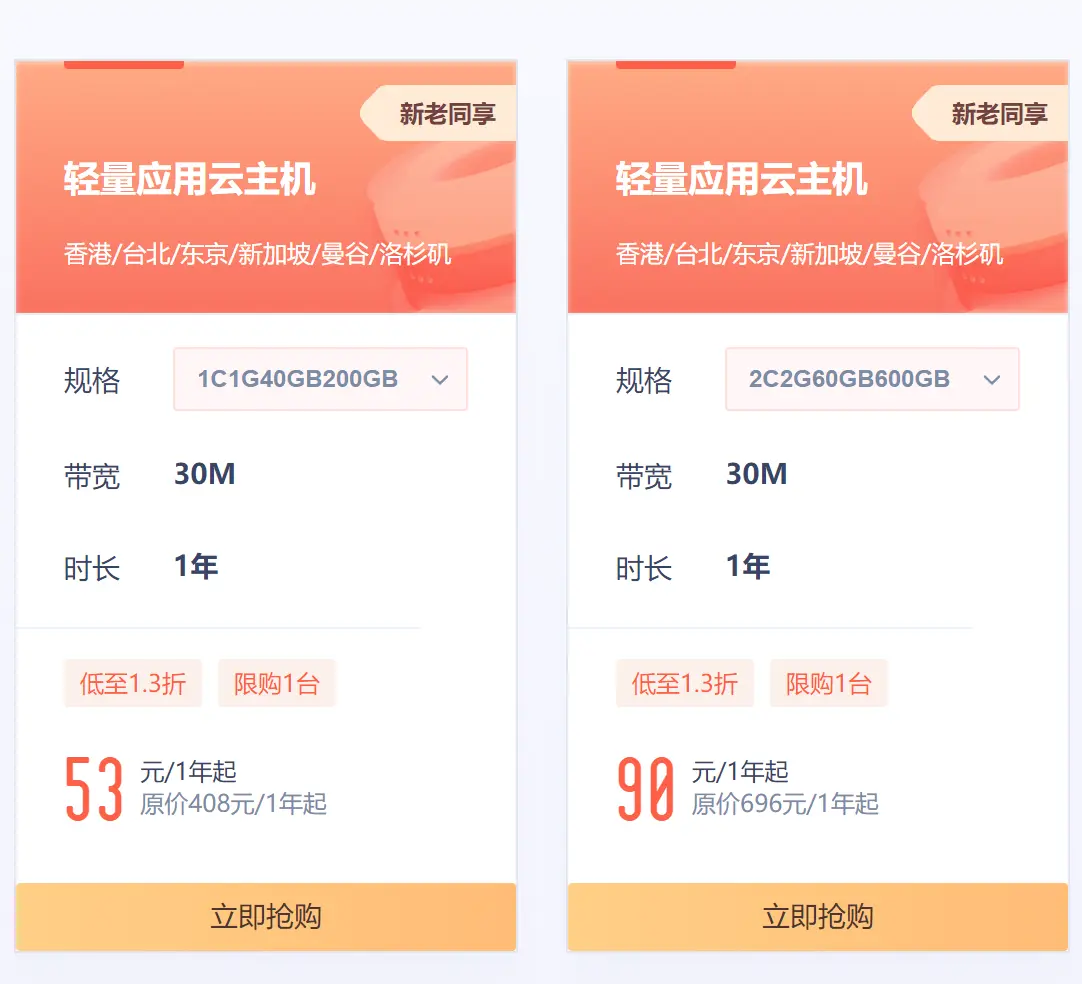 新老同享
轻量应用云主机
香港/台北/东京/新加坡/曼谷/洛杉矶
规格 1C1G40GB200GB
带宽 30M
时长 1年
低至1.3折 限购1台
53 元/1年起
原价408元/1年起
立即抢购
新老同享
轻量应用云主机
香港/台北/东京/新加坡/曼谷/洛杉矶
规格 2C2G60GB600GB
带宽 30M
时长 1年
低至1.3折 限购1台
90 元/1年起
原价696元/1年起
立即抢购